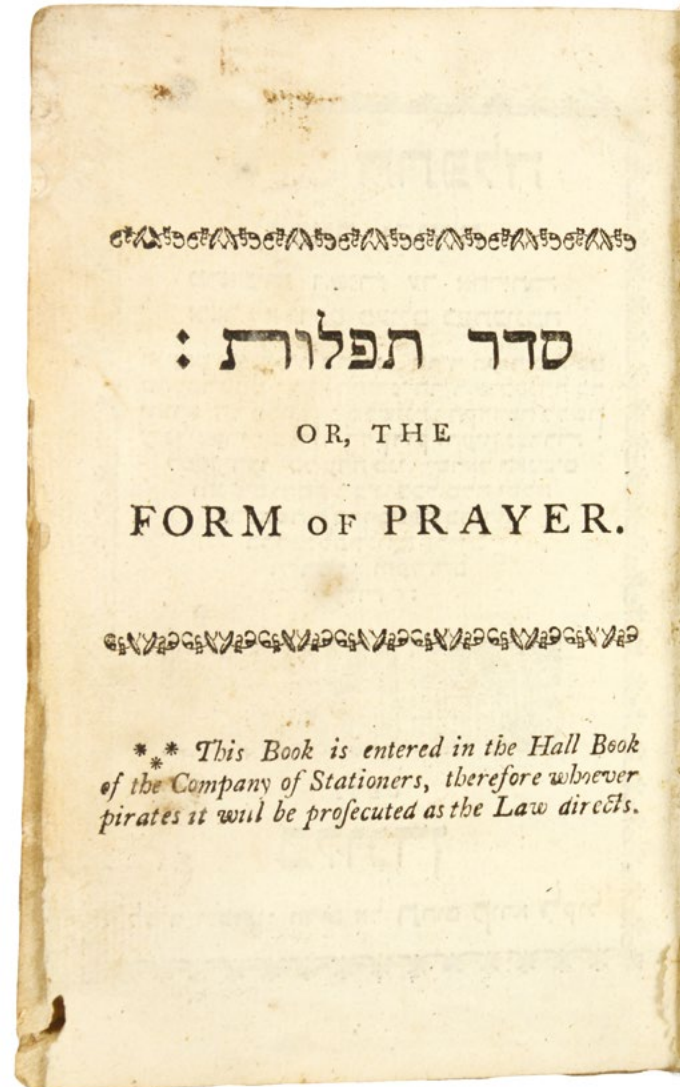 סדר תפלות :
OR, THE
FORM OF PRAYER.
*** This Book is entered in the Hall Book
of the Company of Stationers, therefore whoever
pirates it will be proſecuted as the Law directs.